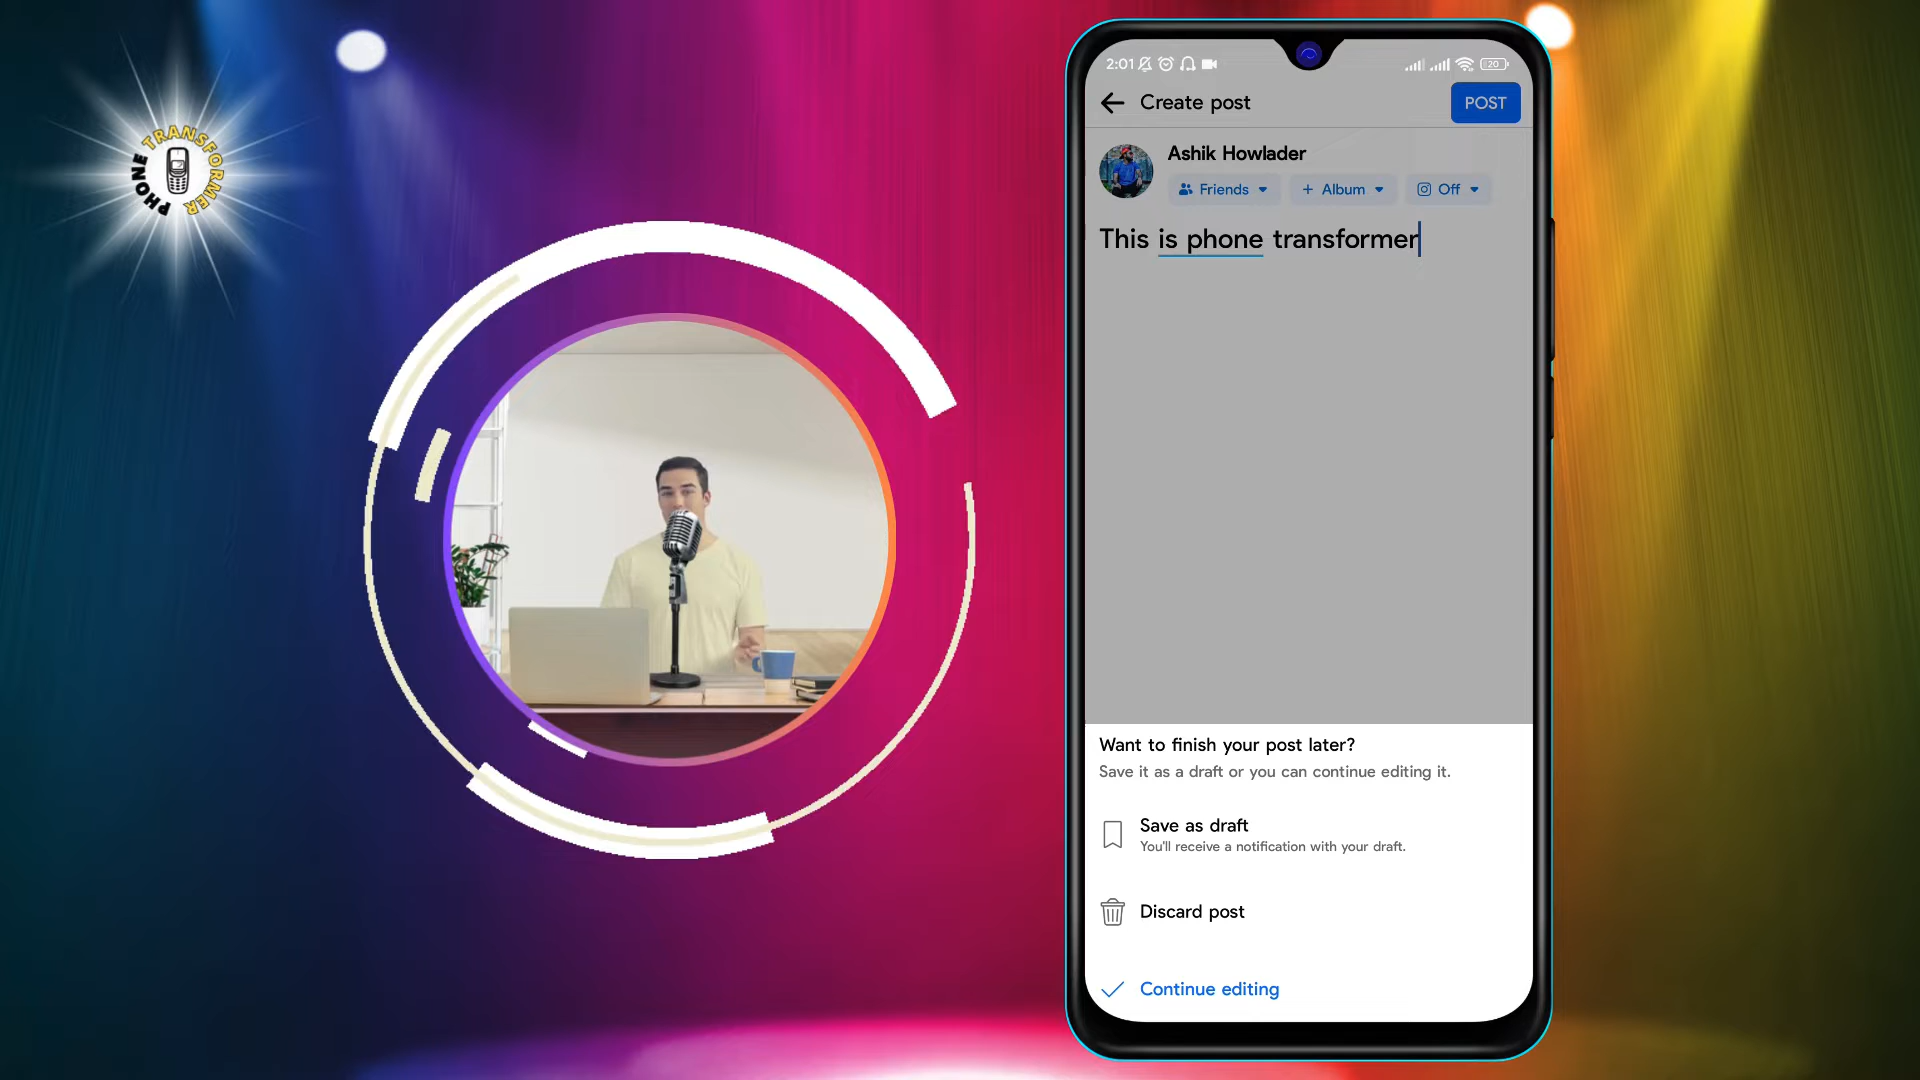 PHONE TRANSFORMER
2:01
20
Create post
POST
Ashik Howlader
Friends
+ Album
Off
This is phone transformer
Want to finish your post later?
Save it as a draft or you can continue editing it.
Save as draft
You'll receive a notification with your draft.
Discard post
Continue editing